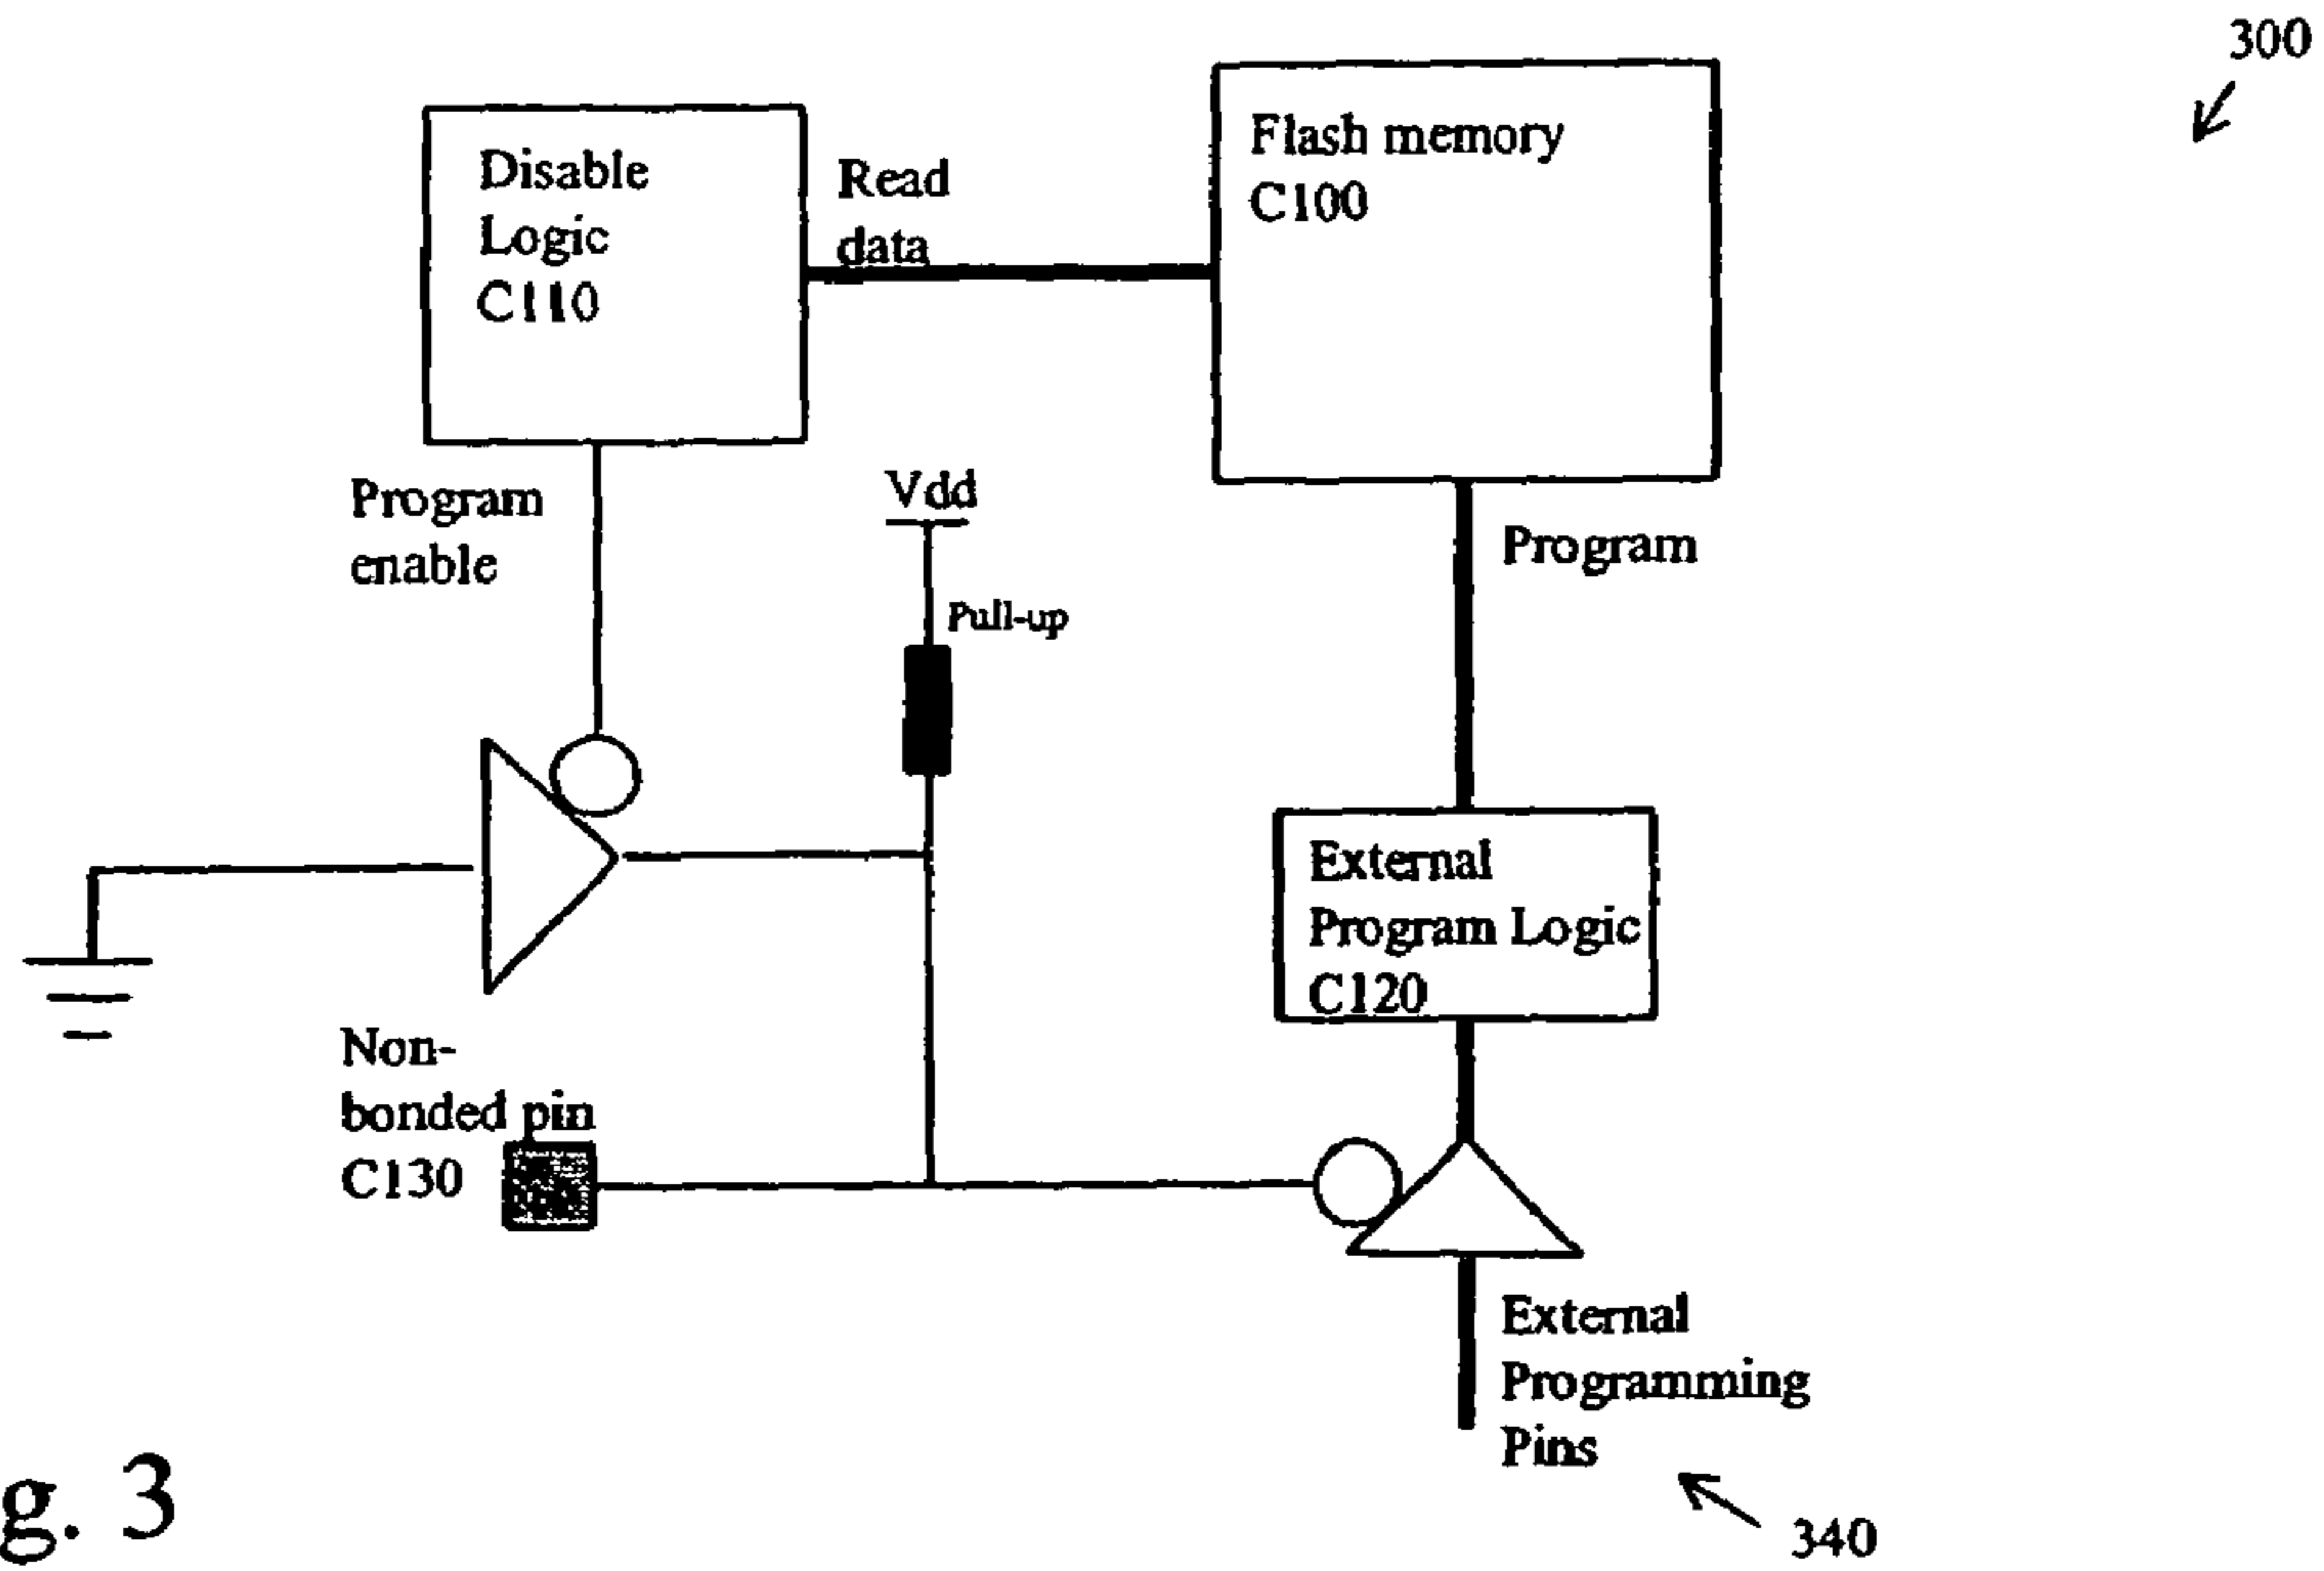 300
Disable
Logic
C110
Read
data
Flash memory
C100
Program
enable
Vdd
Pull-up
Program
External
Program Logic
C120
Non-
bonded pin
C130
External
Programming
Pins
340
g. 3